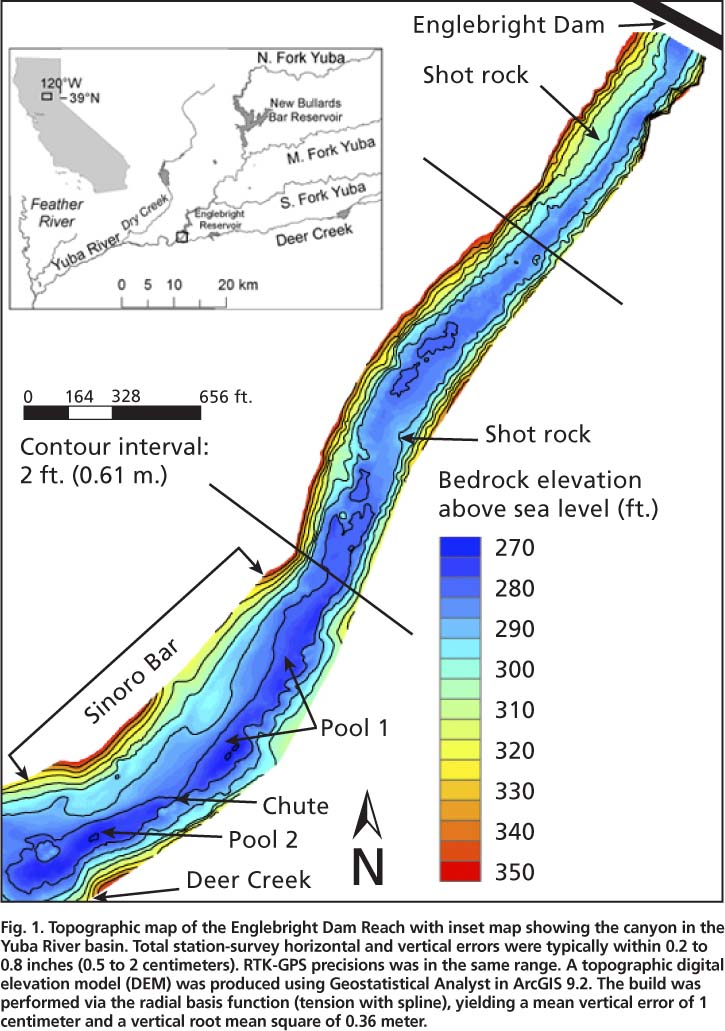 Englebright Dam
Shot rock
120°W
39°N
N. Fork Yuba
New Bullards
Bar Reservoir
M. Fork Yuba
S. Fork Yuba
Feather
River
Dry Creek
Englebright
Reservoir
Deer Creek
Yuba River
0 5 10 20 km
0 164 328 656 ft.
Contour interval:
2 ft. (0.61 m.)
Shot rock
Bedrock elevation
above sea level (ft.)
270
280
290
300
310
320
330
340
350
Sinoro Bar
Pool 1
Chute
Pool 2
Deer Creek
N
Fig. 1. Topographic map of the Englebright Dam Reach with inset map showing the canyon in the
Yuba River basin. Total station-survey horizontal and vertical errors were typically within 0.2 to
0.8 inches (0.5 to 2 centimeters). RTK-GPS precisions was in the same range. A topographic digital
elevation model (DEM) was produced using Geostatistical Analyst in ArcGIS 9.2. The build was
performed via the radial basis function (tension with spline), yielding a mean vertical error of 1
centimeter and a vertical root mean square of 0.36 meter.